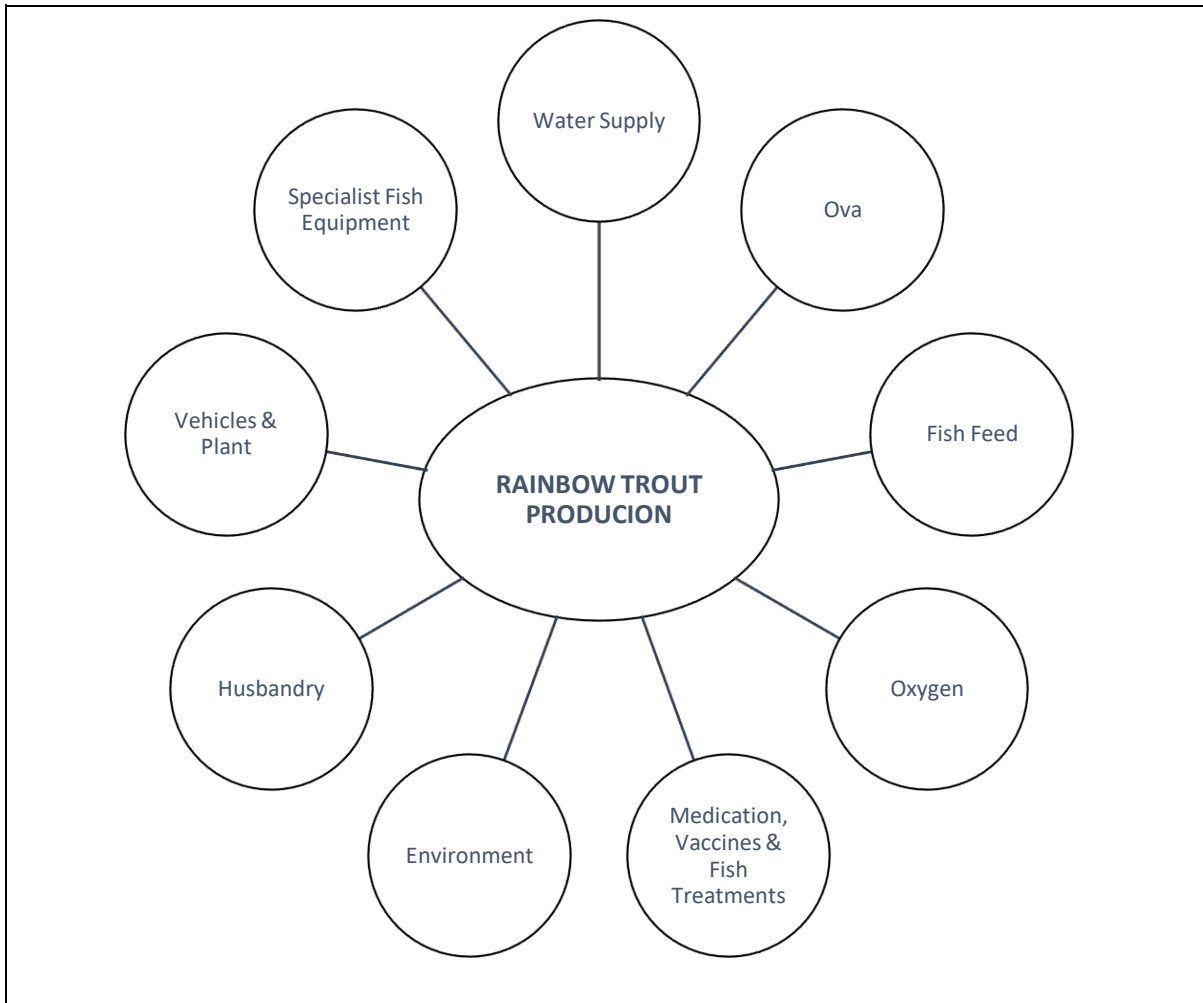 Water Supply
Specialist Fish
Equipment
Ova
Vehicles &
Plant
Fish Feed
RAINBOW TROUT
PRODUCION
Husbandry
Oxygen
Environment
Medication,
Vaccines &
Fish
Treatments